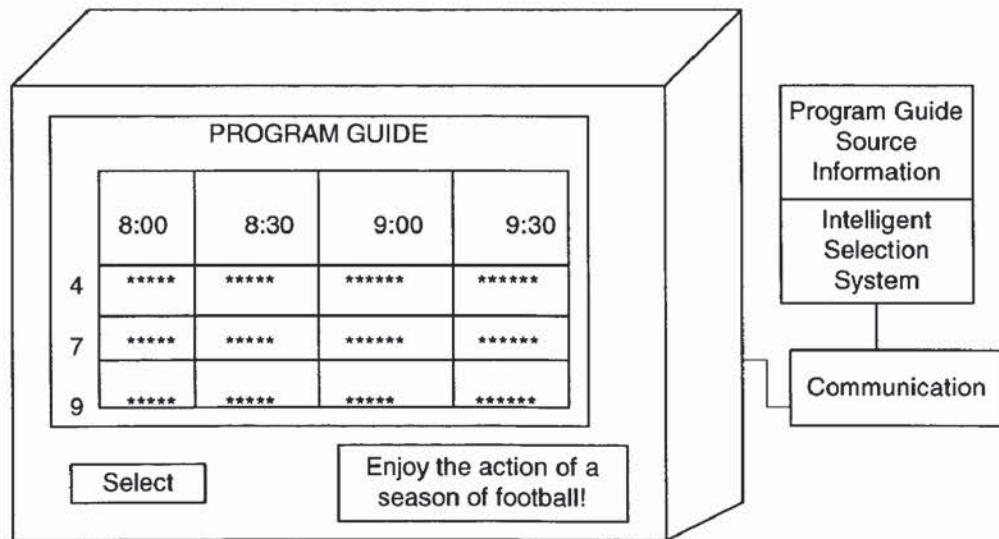 PROGRAM GUIDE
8:00 8:30 9:00 9:30
4 ***** ***** ****** ******
7 ***** ***** ****** ******
9 ***** ***** ***** ******
Select
Enjoy the action of a
season of football!
Program Guide
Source
Information
Intelligent
Selection
System
Communication